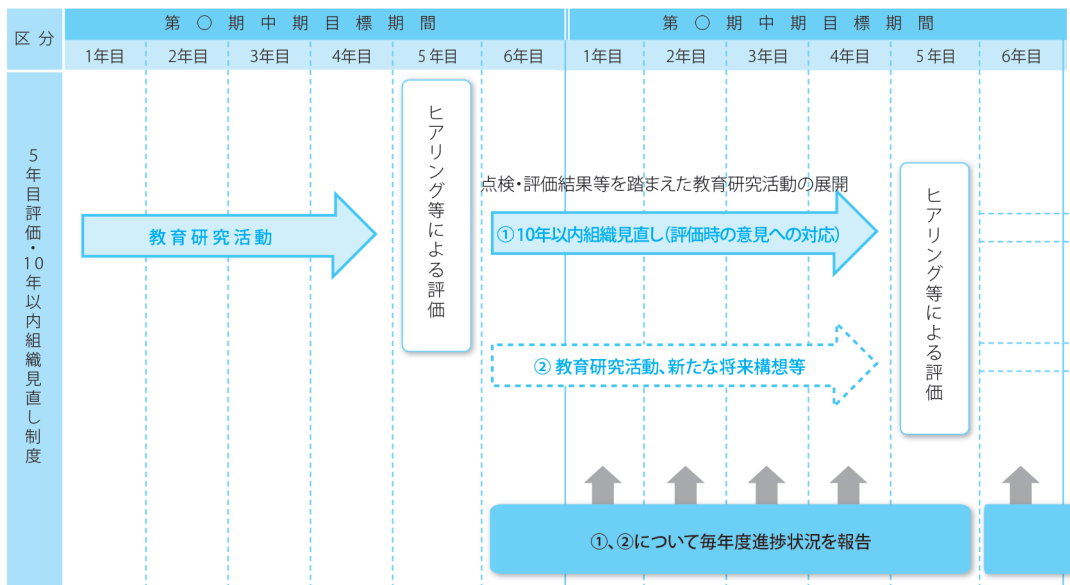 区分
第〇期中期目標期間
第〇期中期目標期間
1年目
2年目
3年目
4年目
5年目
6年目
1年目
2年目
3年目
4年目
5年目
6年目
5年目評価・10年以内組織見直し制度
教育研究活動
ヒアリング等による評価
点検・評価結果等を踏まえた教育研究活動の展開
①10年以内組織見直し(評価時の意見への対応)
②教育研究活動、新たな将来構想等
ヒアリング等による評価
①、②について毎年度進捗状況を報告